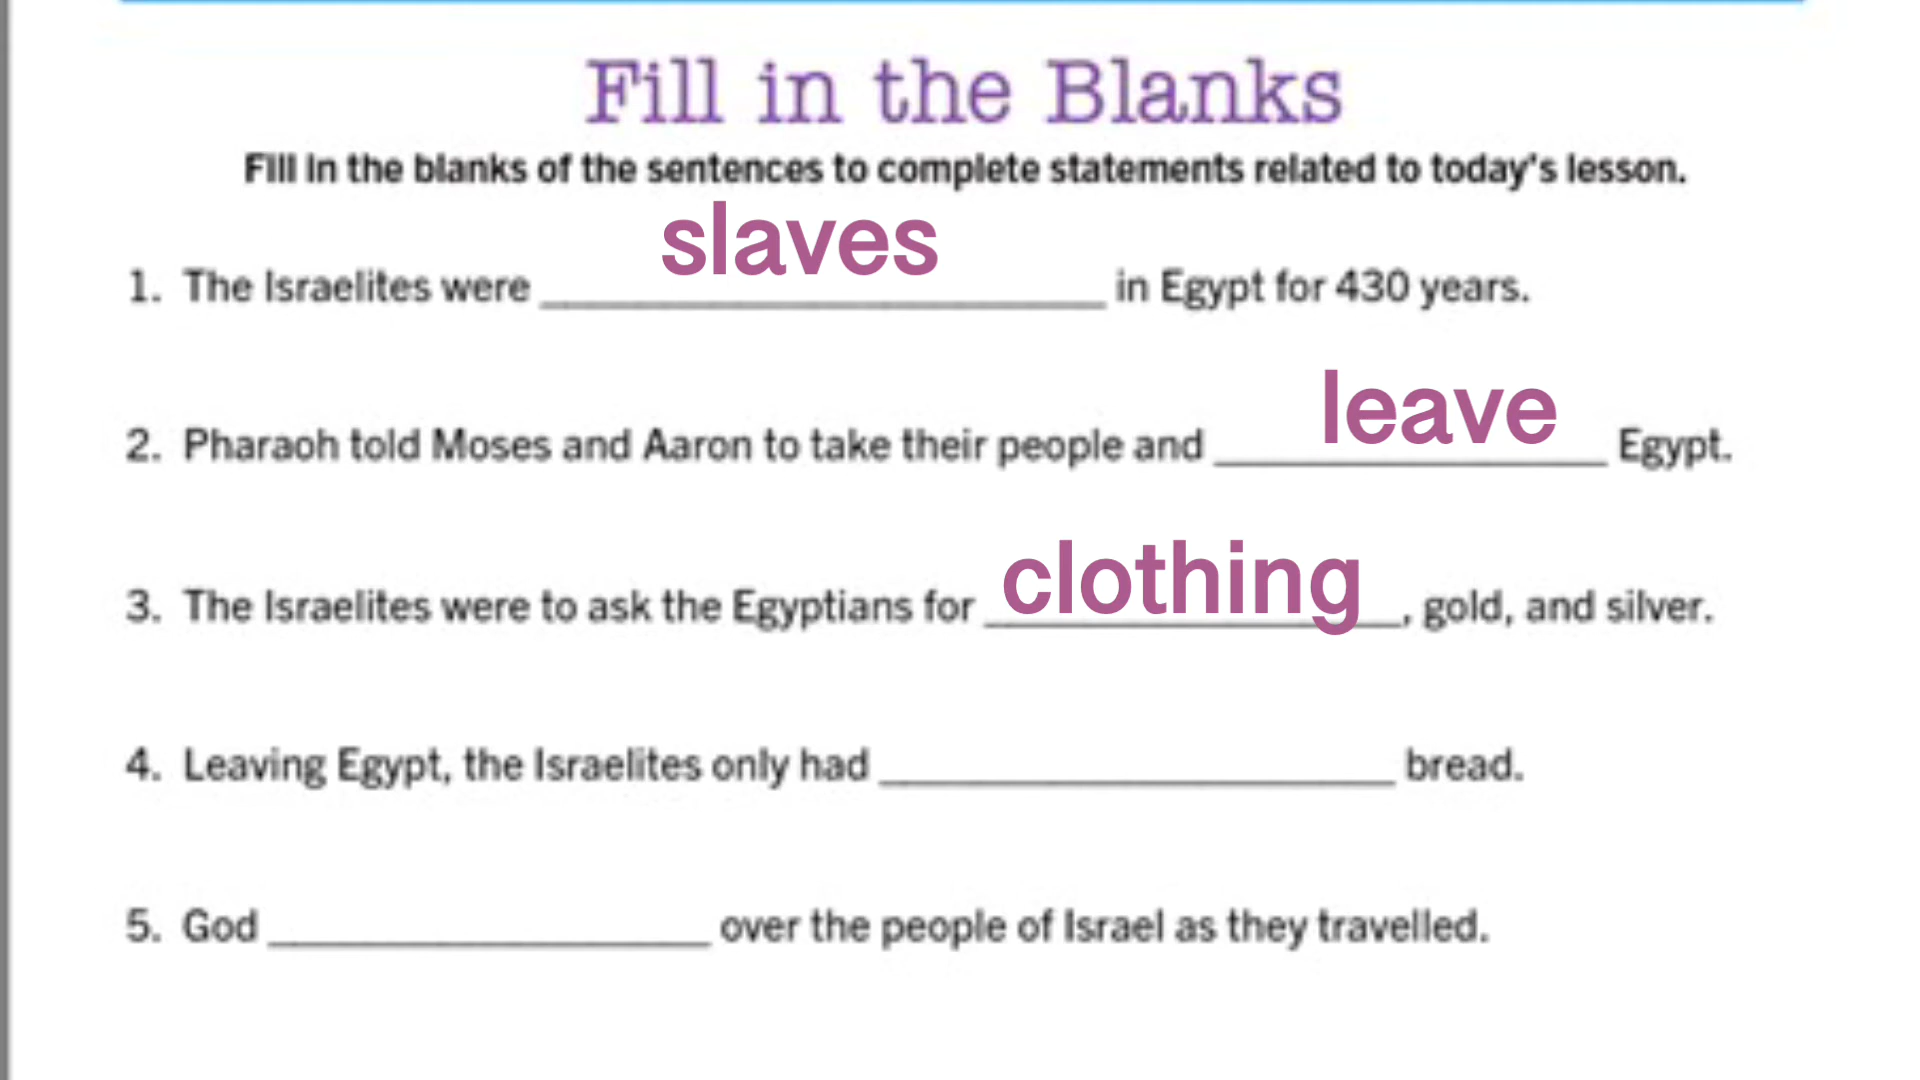 Fill in the Blanks
Fill in the blanks of the sentences to complete statements related to today's lesson.
1. The Israelites were slaves in Egypt for 430 years.
2. Pharaoh told Moses and Aaron to take their people and leave Egypt.
3. The Israelites were to ask the Egyptians for clothing, gold, and silver.
4. Leaving Egypt, the Israelites only had ____________________ bread.
5. God ____________________ over the people of Israel as they travelled.